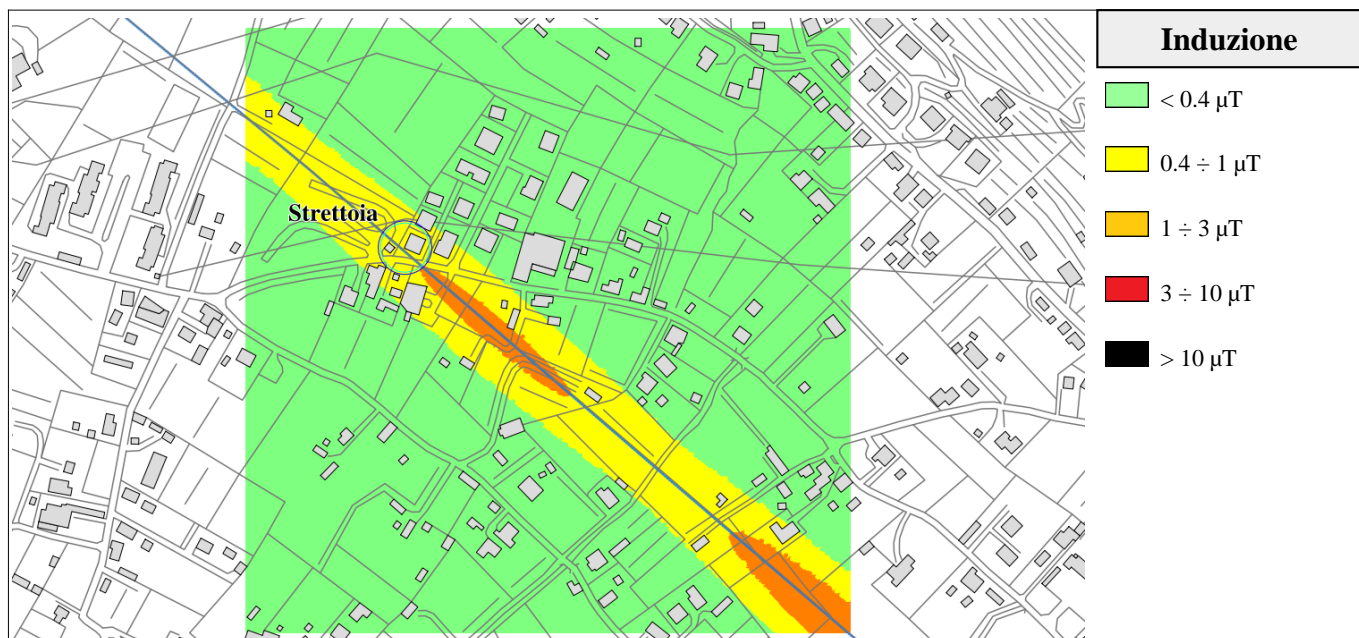 Induzione
< 0.4 µT
0.4 ÷ 1 µT
1 ÷ 3 µT
3 ÷ 10 µT
> 10 µT
Strettoia